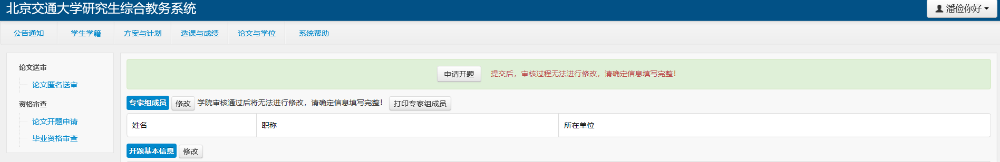 北京交通大学研究生综合教务系统
潘俭你好
公告通知 学生学籍 方案与计划 选课与成绩 论文与学位 系统帮助
论文送审
论文匿名送审
资格审查
论文开题申请
毕业资格审查
申请开题 提交后，审核过程无法进行修改，请确定信息填写完整！
专家组成员 修改 学院审核通过后将无法进行修改，请确定信息填写完整！ 打印专家组成员
姓名 职称 所在单位
开题基本信息 修改